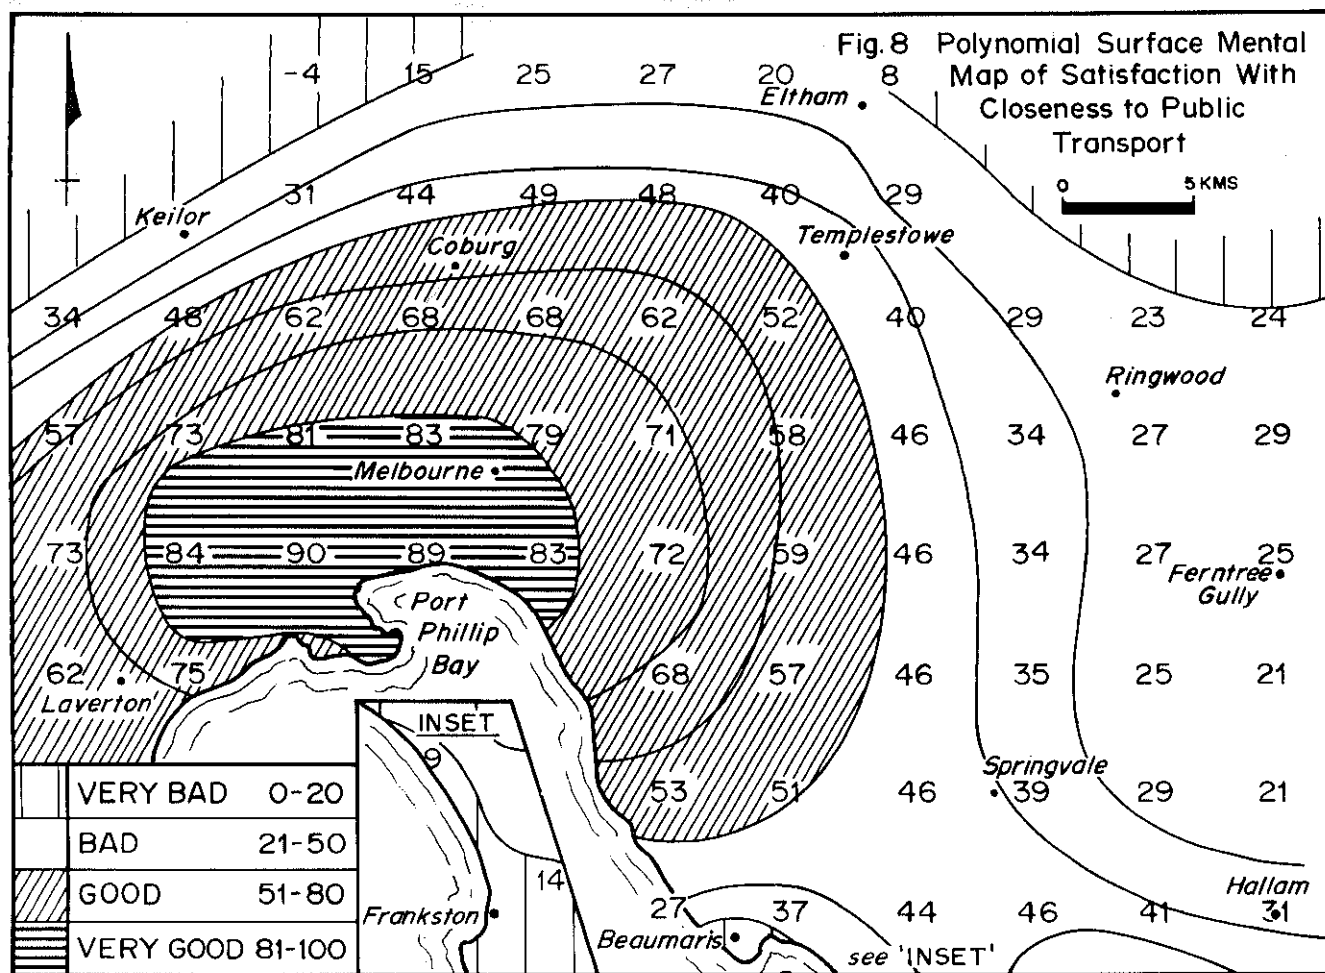 Fig. 8 Polynomial Surface Mental
Map of Satisfaction With
Closeness to Public
Transport
0 5 KMS
-4 15 25 27 20 8
Eltham
31 44 49 48 40 29
Keilor
Coburg
Templestowe
34 48 62 68 68 62 52 40 29 23 24
Ringwood
57 73 81 83 79 71 58 46 34 27 29
Melbourne
73 84 90 89 83 72 59 46 34 27 25
Ferntree
Gully
Port
Phillip
Bay
62 75 68 57 46 35 25 21
Laverton
INSET
9
Springvale
53 51 46 39 29 21
14
Hallam
27 37 44 46 41 31
Frankston
Beaumaris
see 'INSET'
VERY BAD 0-20
BAD 21-50
GOOD 51-80
VERY GOOD 81-100